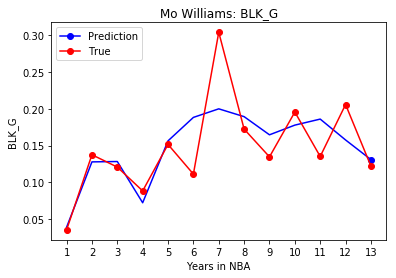 Mo Williams: BLK_G
Prediction
True
0.30
0.25
0.20
0.15
0.10
0.05
BLK_G
1 2 3 4 5 6 7 8 9 10 11 12 13
Years in NBA